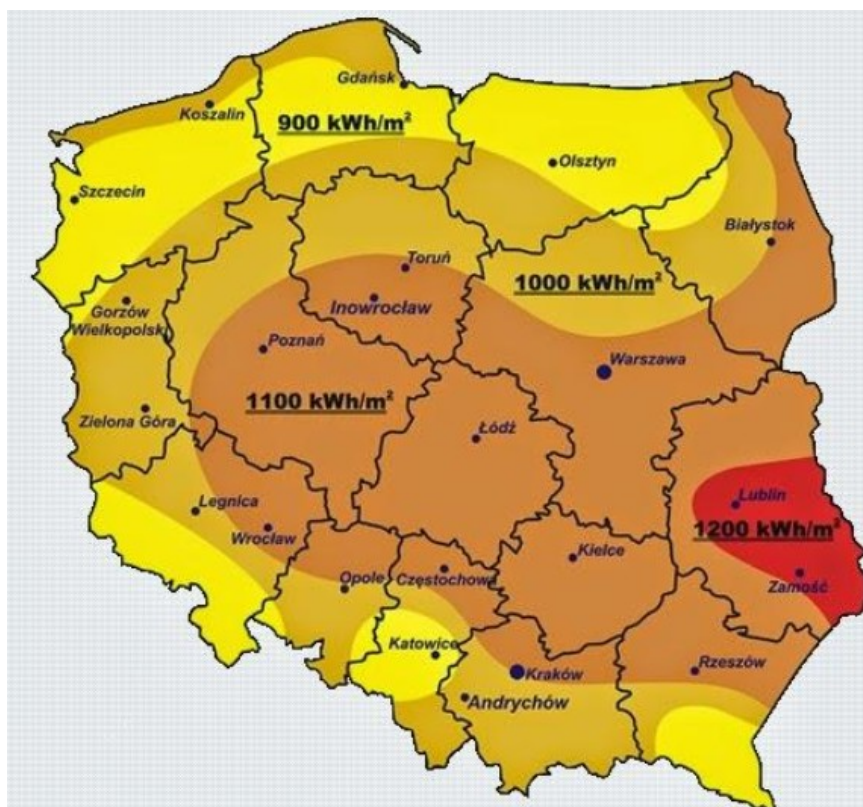 Gdańsk
Koszalin
900 kWh/m²
Olsztyn
Szczecin
Białystok
Toruń
1000 kWh/m²
Gorzów
Wielkopolski
Inowrocław
Poznań
Warszawa
1100 kWh/m²
Zielona Góra
Łódź
Legnica
Lublin
Wrocław
1200 kWh/m²
Kielce
Opole
Częstochowa
Zamość
Katowice
Kraków
Rzeszów
Andrychów